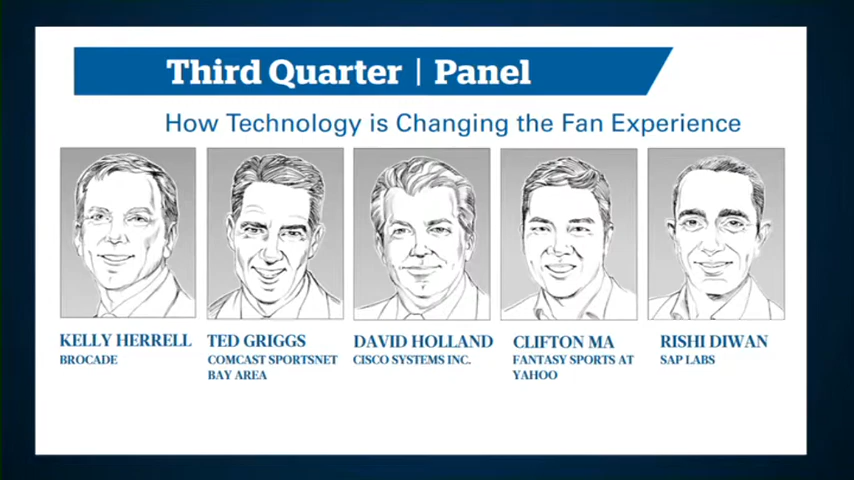 Third Quarter | Panel
How Technology is Changing the Fan Experience
KELLY HERRELL
BROCADE
TED GRIGGS
COMCAST SPORTSNET
BAY AREA
DAVID HOLLAND
CISCO SYSTEMS INC.
CLIFTON MA
FANTASY SPORTS AT
YAHOO
RISHI DIWAN
SAP LABS